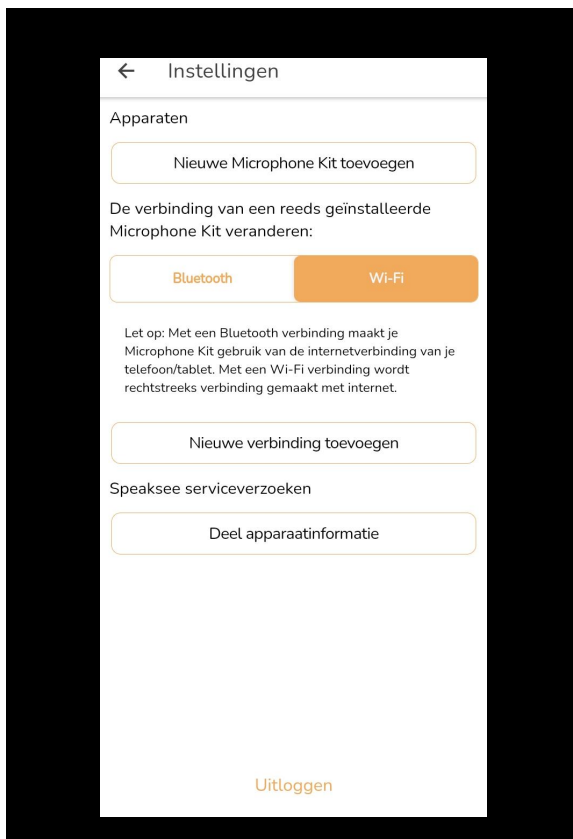 Instellingen
Apparaten
Nieuwe Microphone Kit toevoegen
De verbinding van een reeds geïnstalleerde
Microphone Kit veranderen:
Bluetooth
Wi-Fi
Let op: Met een Bluetooth verbinding maakt je
Microphone Kit gebruik van de internetverbinding van je
telefoon/tablet. Met een Wi-Fi verbinding wordt
rechtstreeks verbinding gemaakt met internet.
Nieuwe verbinding toevoegen
Speaksee serviceverzoeken
Deel apparaatinformatie
Uitloggen